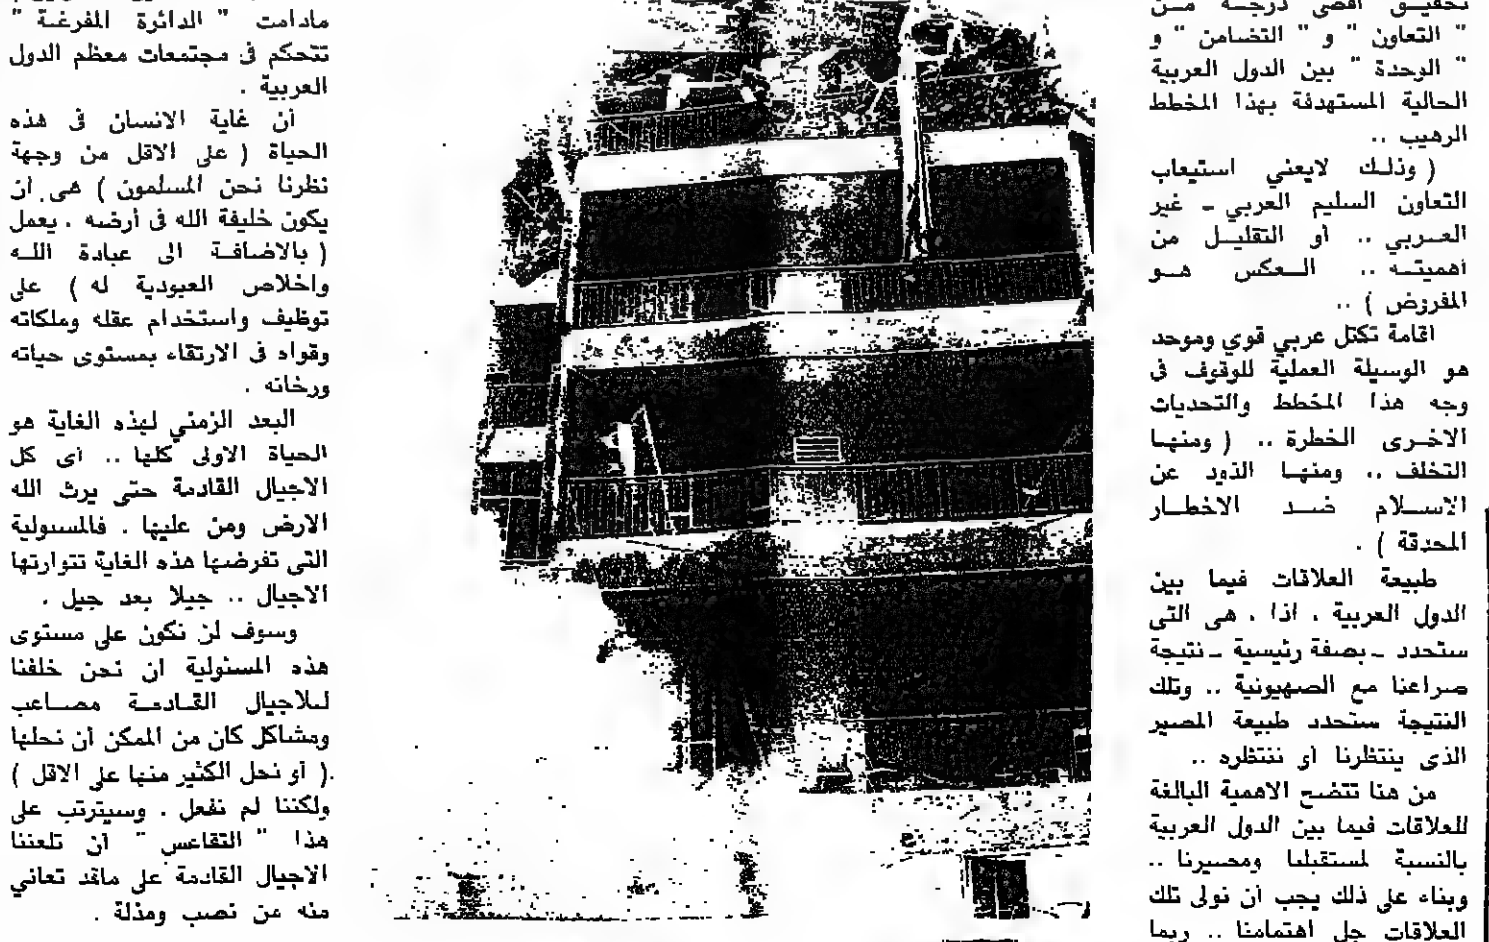 تحقيق أقصى درجة من
" التعاون " و " التضامن " و
" الوحدة " بين الدول العربية
الحالية المستهدفة بهذا المخطط
الرهيب ..
( وذلك لايعني استيعاب
التعاون السليم العربي - غير
العربي .. أو التقليل من
أهميته .. العكس هو
المفروض ) ..
اقامة تكتل عربي قوي وموحد
هو الوسيلة العملية للوقوف فى
وجه هذا المخطط والتحديات
الاخرى الخطرة .. ( ومنها
التخلف .. ومنها الذود عن
الاسلام ضد الاخطار
المحدقة ) .
طبيعة العلاقات فيما بين
الدول العربية ، اذا ، هى التى
ستحدد - بصفة رئيسية - نتيجة
صراعنا مع الصهيونية .. وتلك
النتيجة ستحدد طبيعة المصير
الذى ينتظرنا أو ننتظره ..
من هنا تتضح الاهمية البالغة
للعلاقات فيما بين الدول العربية
بالنسبة لمستقبلنا ومصيرنا ..
وبناء على ذلك يجب أن نولى تلك
العلاقات جل اهتمامنا .. ربما
مادامت " الدائرة المفرغة "
تتحكم فى مجتمعات معظم الدول
العربية .
أن غاية الانسان فى هذه
الحياة ( على الاقل من وجهة
نظرنا نحن المسلمون ) هى أن
يكون خليفة الله فى أرضه . يعمل
( بالاضافة الى عبادة الله
واخلاص العبودية له ) على
توظيف واستخدام عقله وملكاته
وقواه فى الارتقاء بمستوى حياته
ورخائه .
البعد الزمني لهذه الغاية هو
الحياة الاولى كلها .. أى كل
الاجيال القادمة حتى يرث الله
الارض ومن عليها . فالمسئولية
التى تفرضها هذه الغاية تتوارثها
الاجيال .. جيلا بعد جيل .
وسوف لن نكون على مستوى
هذه المسئولية ان نحن خلفنا
للاجيال القادمة مصاعب
ومشاكل كان من الممكن أن نحلها
( أو نحل الكثير منها على الاقل )
ولكننا لم نفعل . وسيترتب على
هذا " التقاعس " أن تلعننا
الاجيال القادمة على ماقد تعاني
منه من نصب ومذلة .